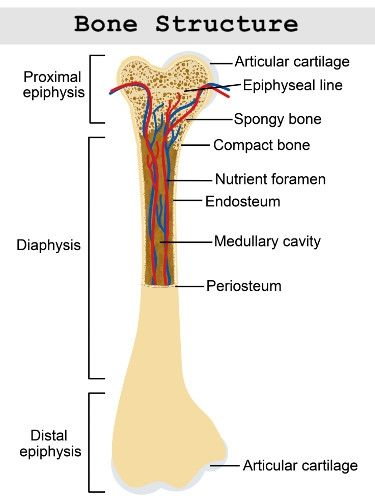 Bone Structure
Articular cartilage
Proximal
epiphysis
Epiphyseal line
Spongy bone
Compact bone
Nutrient foramen
Endosteum
Diaphysis
Medullary cavity
Periosteum
Distal
epiphysis
Articular cartilage